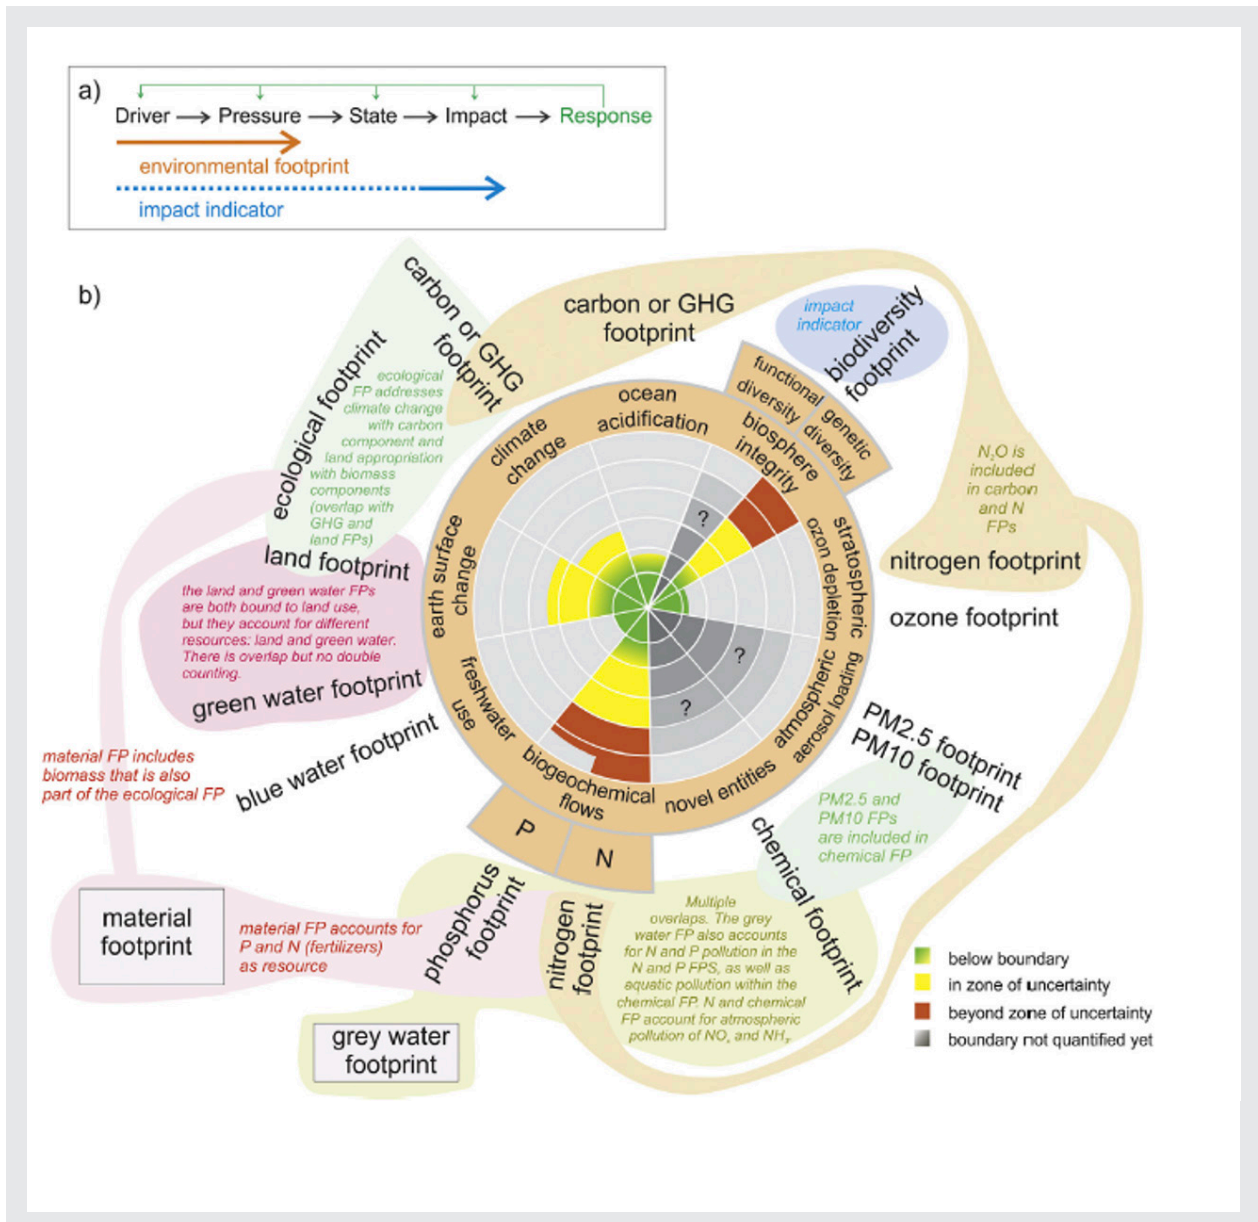 a)
Driver → Pressure → State → Impact → Response
environmental footprint
impact indicator
b)
carbon or GHG
footprint
carbon or GHG
footprint
impact
indicator
biodiversity
footprint
ecological footprint
ecological
FP addresses
climate change
with carbon
component and
land appropriation
with biomass
components
(overlap with
GHG and
land FPs)
functional
diversity
genetic
diversity
ocean
acidification
biosphere
integrity
climate
change
stratospheric
ozon depletion
earth surface
change
atmospheric
aerosol loading
freshwater
use
biogeochemical
flows
novel entities
P
N
?
?
?
N₂O is
included
in carbon
and N
FPs
nitrogen footprint
ozone footprint
land footprint
the land and green water FPs
are both bound to land use,
but they account for different
resources: land and green water.
There is overlap but no double
counting.
green water footprint
blue water footprint
PM2.5 footprint
PM10 footprint
PM2.5 and
PM10 FPs
are included in
chemical FP
chemical footprint
material FP includes
biomass that is also
part of the ecological FP
material
footprint
material FP accounts for
P and N (fertilizers)
as resource
phosphorus
footprint
nitrogen
footprint
Multiple
overlaps. The grey
water FP also accounts
for N and P pollution in the
N and P FPS, as well as
aquatic pollution within the
chemical FP. N and chemical
FP account for atmospheric
pollution of NOₓ and NH₃.
grey water
footprint
below boundary
in zone of uncertainty
beyond zone of uncertainty
boundary not quantified yet